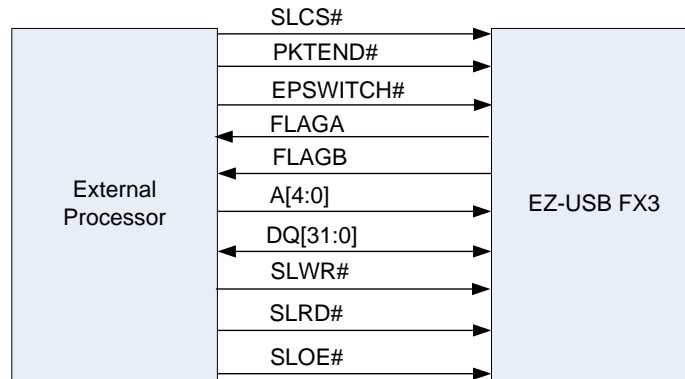 SLCS#
PKTEND#
EPSWITCH#
FLAGA
FLAGB
A[4:0]
DQ[31:0]
SLWR#
SLRD#
SLOE#
External
Processor
EZ-USB FX3